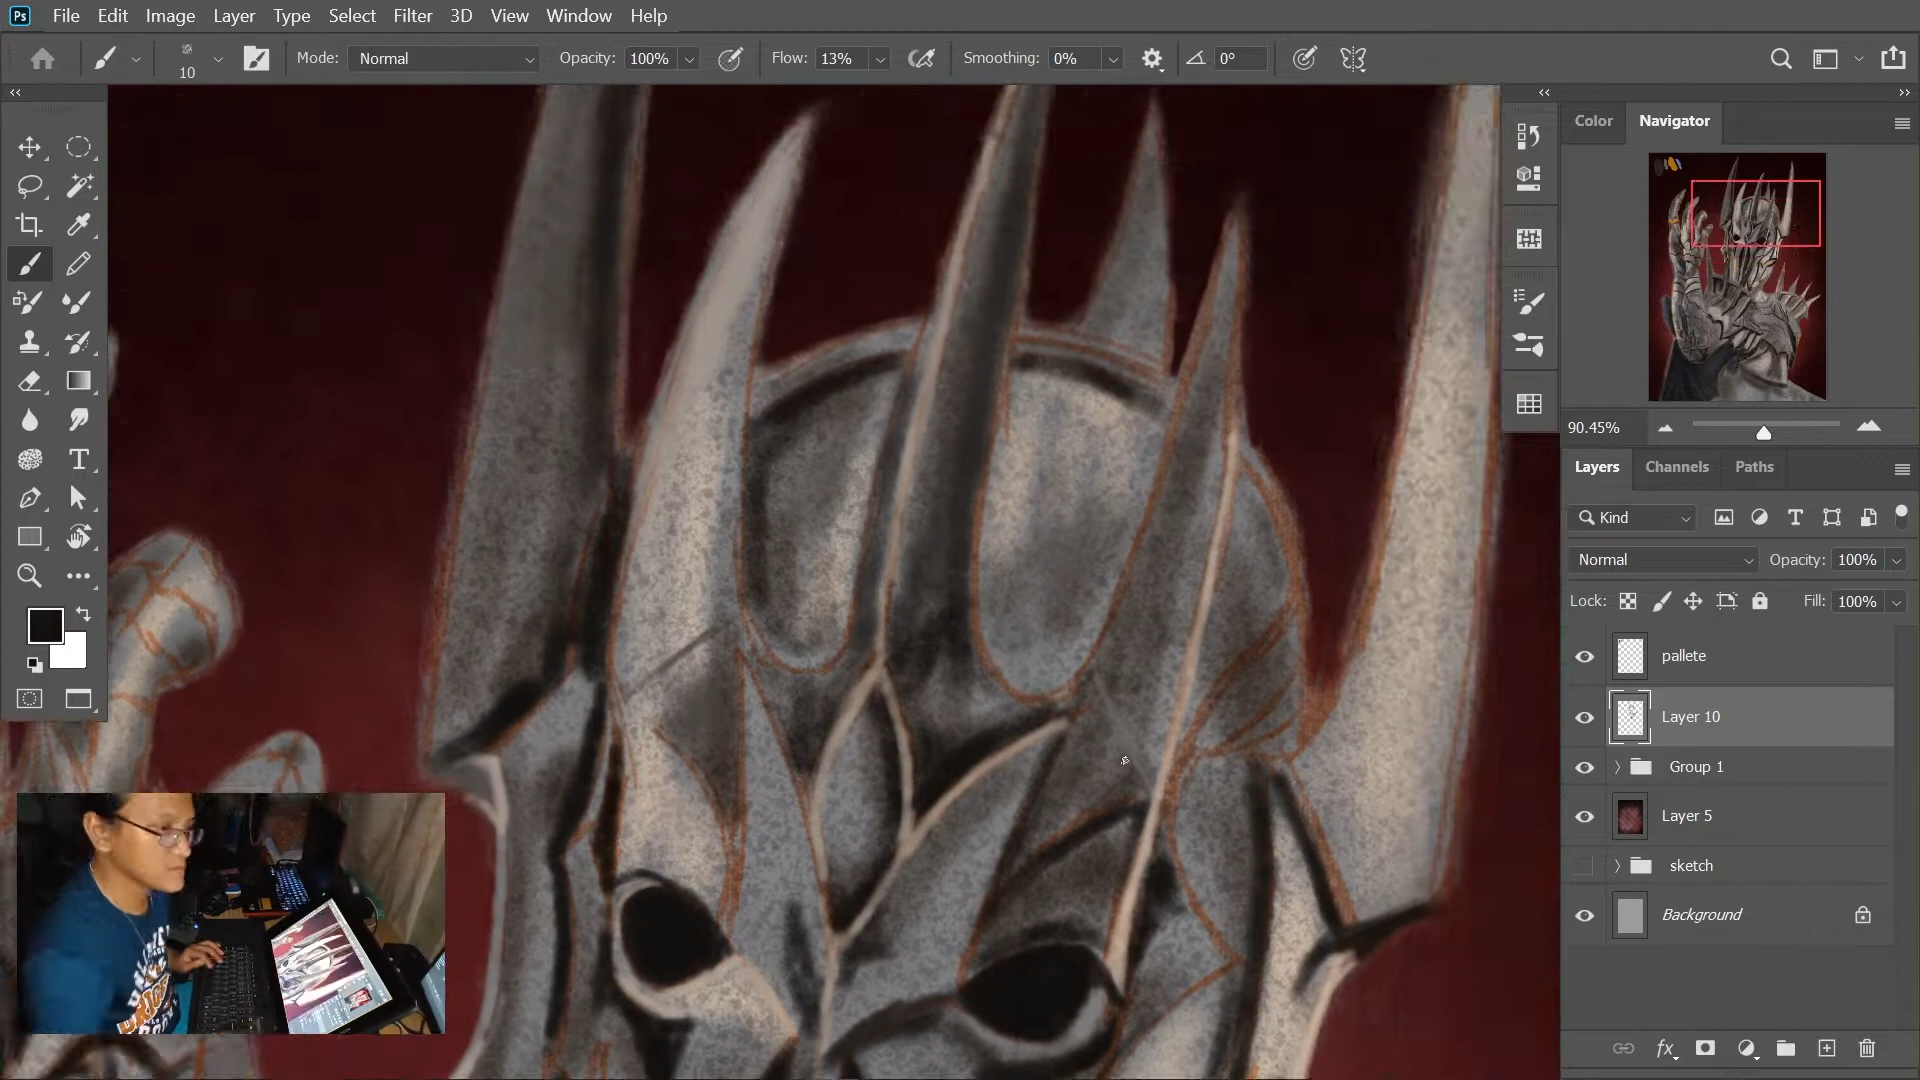 Ps File Edit Image Layer Type Select Filter 3D View Window Help
10 Mode: Normal Opacity: 100% Flow: 13% Smoothing: 0% 0°
Color Navigator
90.45%
Layers Channels Paths
Kind
Normal Opacity: 100%
Lock: Fill: 100%
pallete
Layer 10
Group 1
Layer 5
sketch
Background